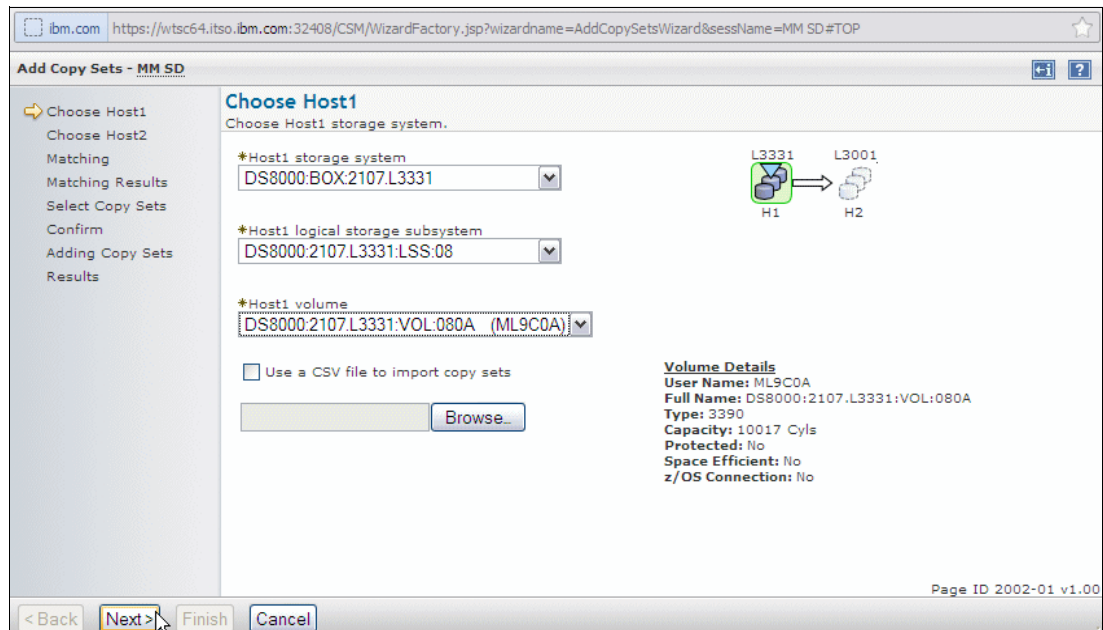 ibm.com https://wtsc64.itso.ibm.com:32408/CSM/WizardFactory.jsp?wizardname=AddCopySetsWizard&sessName=MM SD#TOP
Add Copy Sets - MM SD
?
Choose Host1
Choose Host2
Matching
Matching Results
Select Copy Sets
Confirm
Adding Copy Sets
Results
Choose Host1
Choose Host1 storage system.
*Host1 storage system
DS8000:BOX:2107.L3331
*Host1 logical storage subsystem
DS8000:2107.L3331:LSS:08
*Host1 volume
DS8000:2107.L3331:VOL:080A (ML9C0A)
Use a CSV file to import copy sets
Browse...
L3331 L3001
H1 H2
Volume Details
User Name: ML9C0A
Full Name: DS8000:2107.L3331:VOL:080A
Type: 3390
Capacity: 10017 Cyls
Protected: No
Space Efficient: No
z/OS Connection: No
Page ID 2002-01 v1.00
< Back Next > Finish Cancel